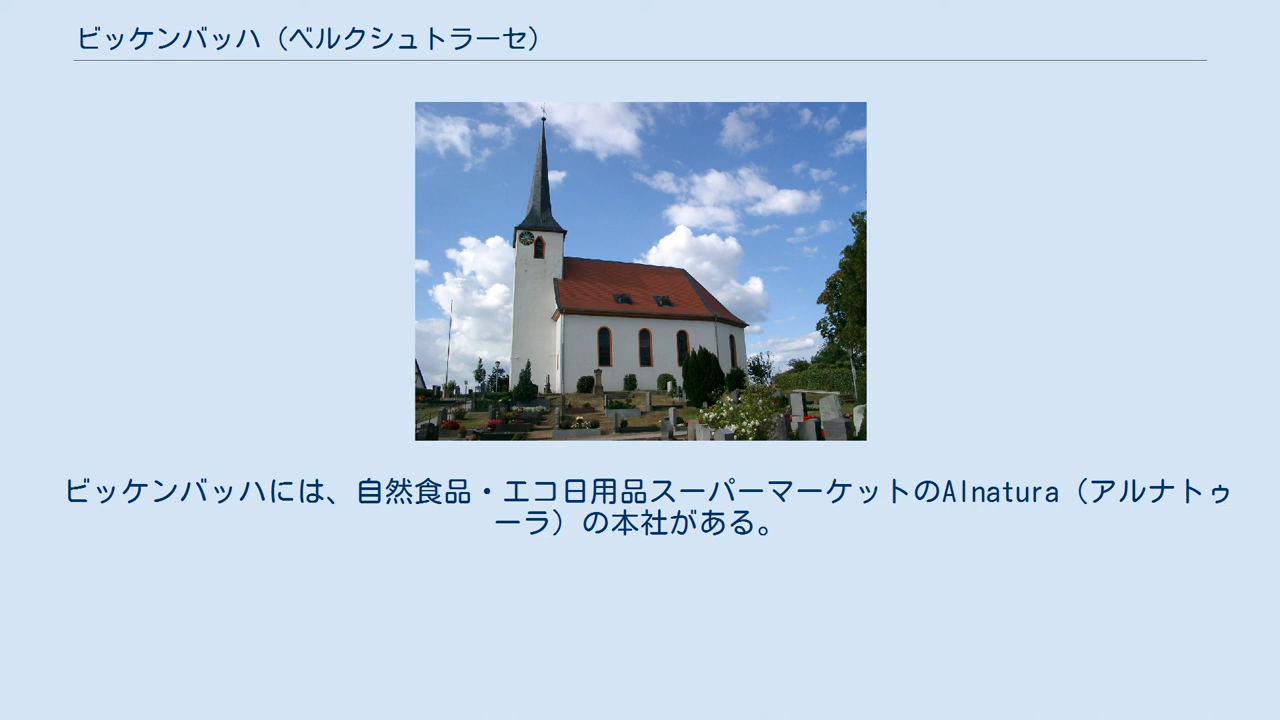 ビッケンバッハ（ベルクシュトラーセ）
ビッケンバッハには、自然食品・エコ日用品スーパーマーケットのAlnatura（アルナトゥ
ーラ）の本社がある。